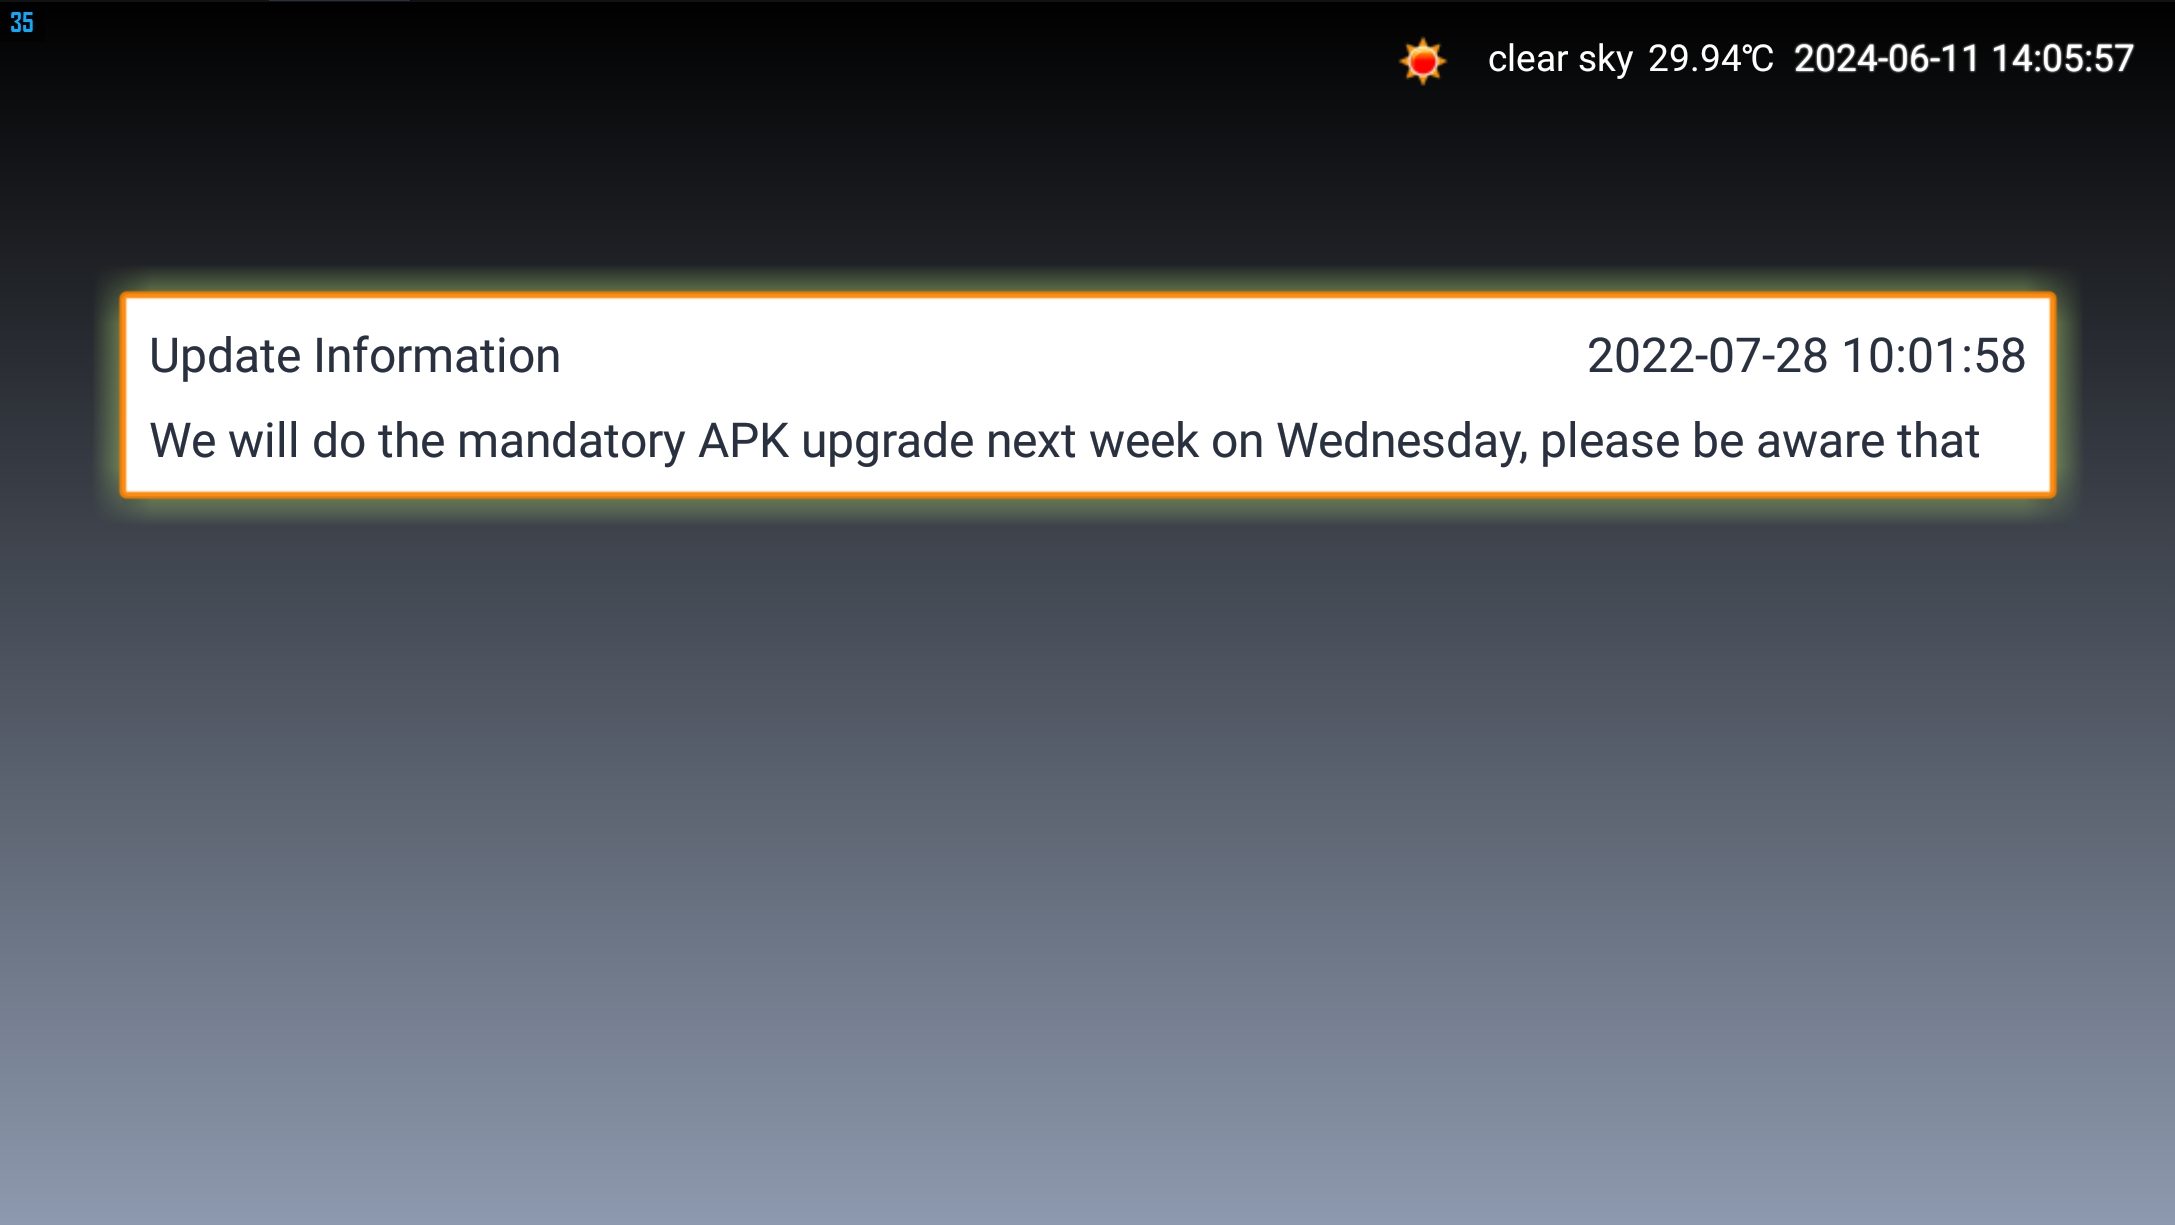 35
clear sky 29.94℃ 2024-06-11 14:05:57
Update Information 2022-07-28 10:01:58
We will do the mandatory APK upgrade next week on Wednesday, please be aware that